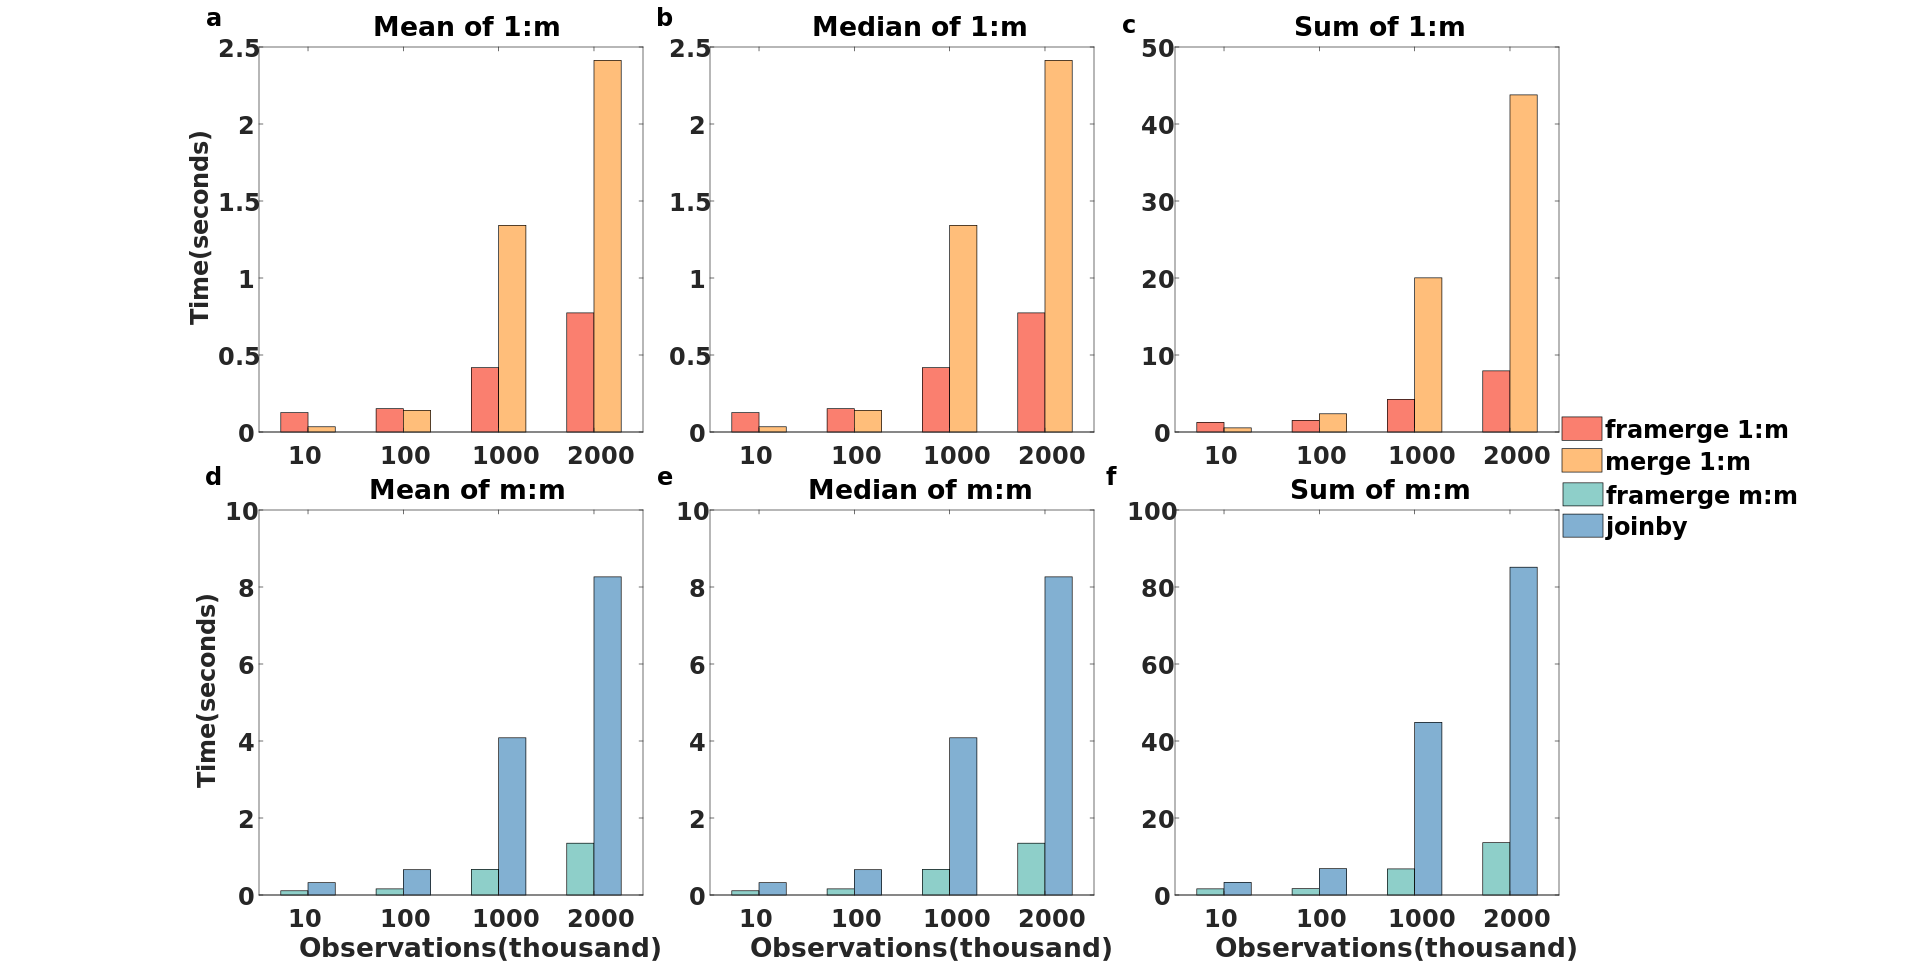 a
Mean of 1:m
Time(seconds)
2.5
2
1.5
1
0.5
0
10 100 1000 2000
b
Median of 1:m
2.5
2
1.5
1
0.5
0
10 100 1000 2000
c
Sum of 1:m
50
40
30
20
10
0
10 100 1000 2000
framerge 1:m
merge 1:m
framerge m:m
joinby
d
Mean of m:m
Time(seconds)
10
8
6
4
2
0
10 100 1000 2000
Observations(thousand)
e
Median of m:m
10
8
6
4
2
0
10 100 1000 2000
Observations(thousand)
f
Sum of m:m
100
80
60
40
20
0
10 100 1000 2000
Observations(thousand)